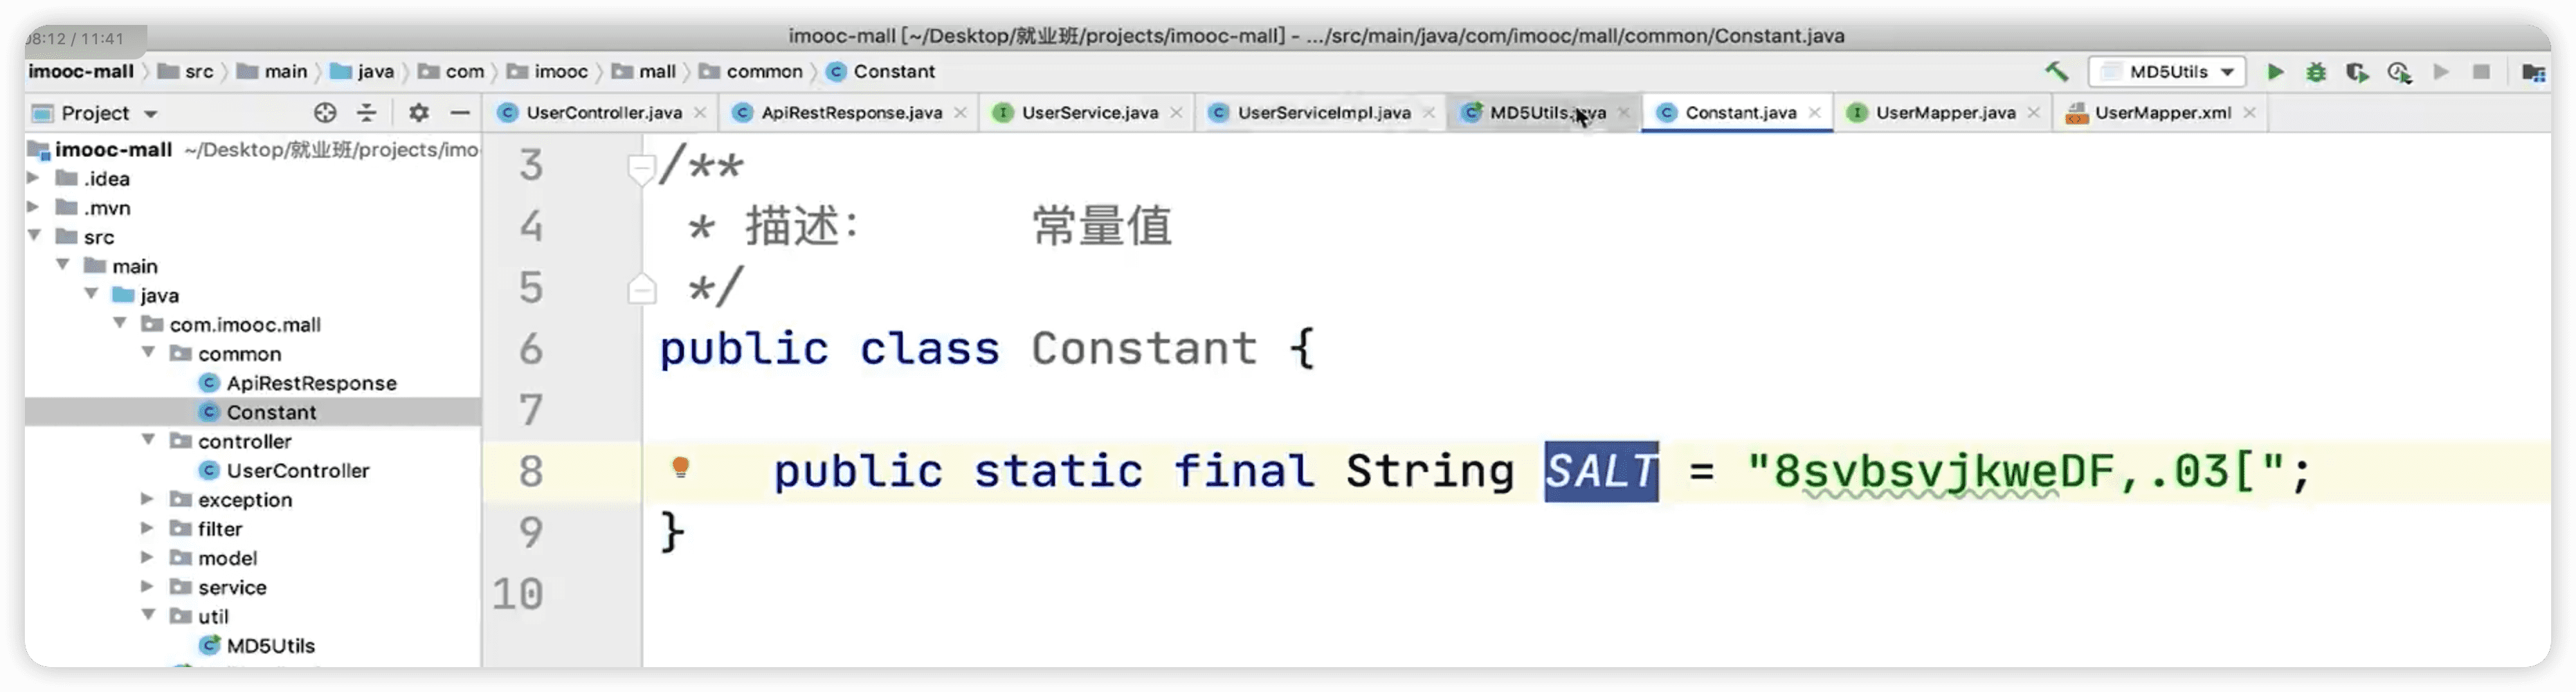 08:12 / 11:41
imooc-mall [~/Desktop/就业班/projects/imooc-mall] - .../src/main/java/com/imooc/mall/common/Constant.java
imooc-mall src main java com imooc mall common Constant
MD5Utils
Project
UserController.java ApiRestResponse.java UserService.java UserServiceImpl.java MD5Utils.java Constant.java UserMapper.java UserMapper.xml
imooc-mall ~/Desktop/就业班/projects/imo
.idea
.mvn
src
main
java
com.imooc.mall
common
ApiRestResponse
Constant
controller
UserController
exception
filter
model
service
util
MD5Utils
3 /**
4 * 描述: 常量值
5 */
6 public class Constant {
7
8 public static final String SALT = "8svbsvjkweDF,.03[";
9 }
10